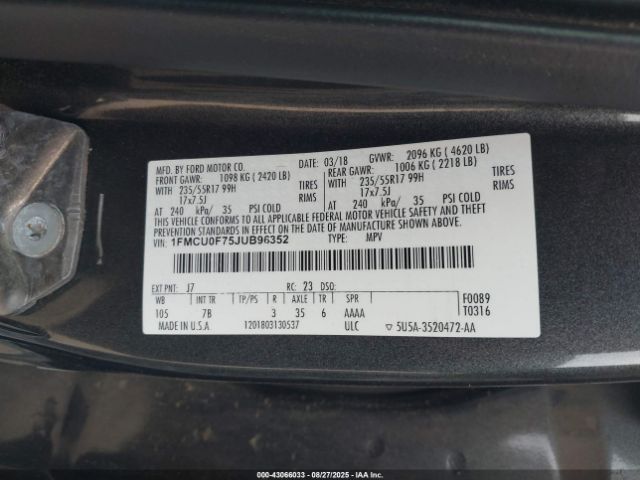 MFD. BY FORD MOTOR CO. 03/18 GVWR: 2096 KG ( 4620 LB)
FRONT GAWR: 1098 KG ( 2420 LB) REAR GAWR: 1006 KG ( 2218 LB)
WITH 235/55R17 99H TIRES WITH 235/55R17 99H TIRES
17x7.5J RIMS 17x7.5J RIMS
AT 240 kPa/ 35 PSI COLD AT 240 kPa/ 35 PSI COLD
THIS VEHICLE CONFORMS TO ALL APPLICABLE FEDERAL MOTOR VEHICLE SAFETY AND THEFT
PREVENTION STANDARDS IN EFFECT ON THE DATE OF MANUFACTURE SHOWN ABOVE.
VIN: 1FMCU0F75JUB96352 TYPE: MPV
EXT PNT: J7 RC: 23 DSO:
WB INT TR TP/PS R AXLE TR SPR F0089
105 7B 3 35 6 AAAA T0316
MADE IN U.S.A. 1201803130537 ULC ▽ 5U5A-3520472-AA
000-43066033 - 08/27/2025 - IAAI.com